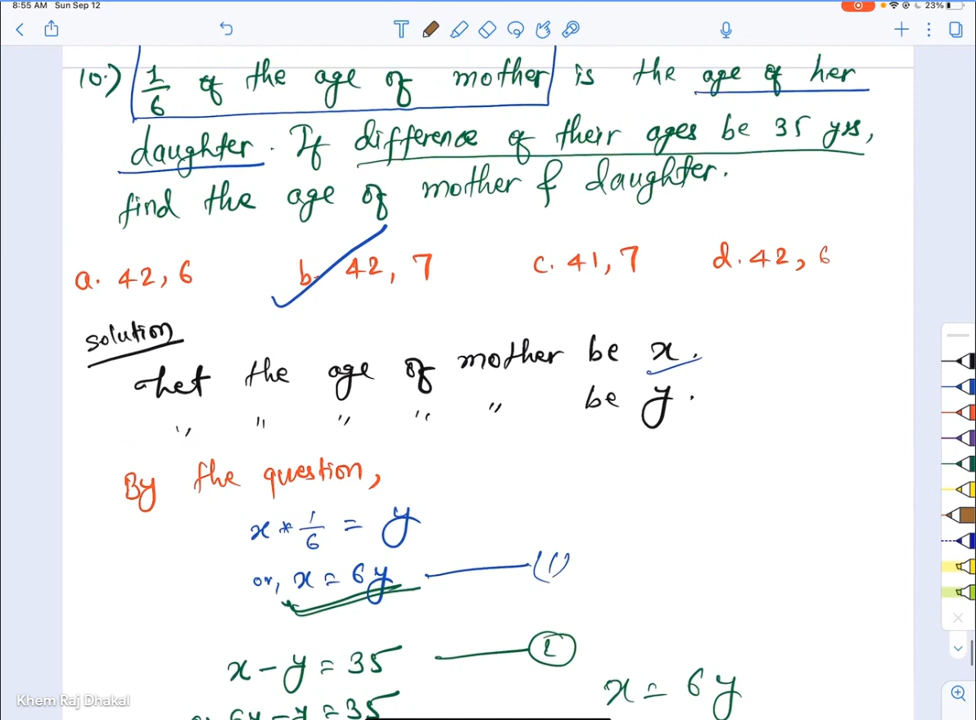 8:55 AM Sun Sep 12
23%
10.) 1/6 of the age of mother is the age of her
daughter. If difference of their ages be 35 yrs,
find the age of mother & daughter.
a. 42, 6 b. 42, 7 c. 41, 7 d. 42, 6
solution
Let the age of mother be x.
" " " " " be y.
By the question,
x * 1/6 = y
or, x = 6y (1)
x - y = 35
x = 6y
6y - y = 35
Khem Raj Dhakal